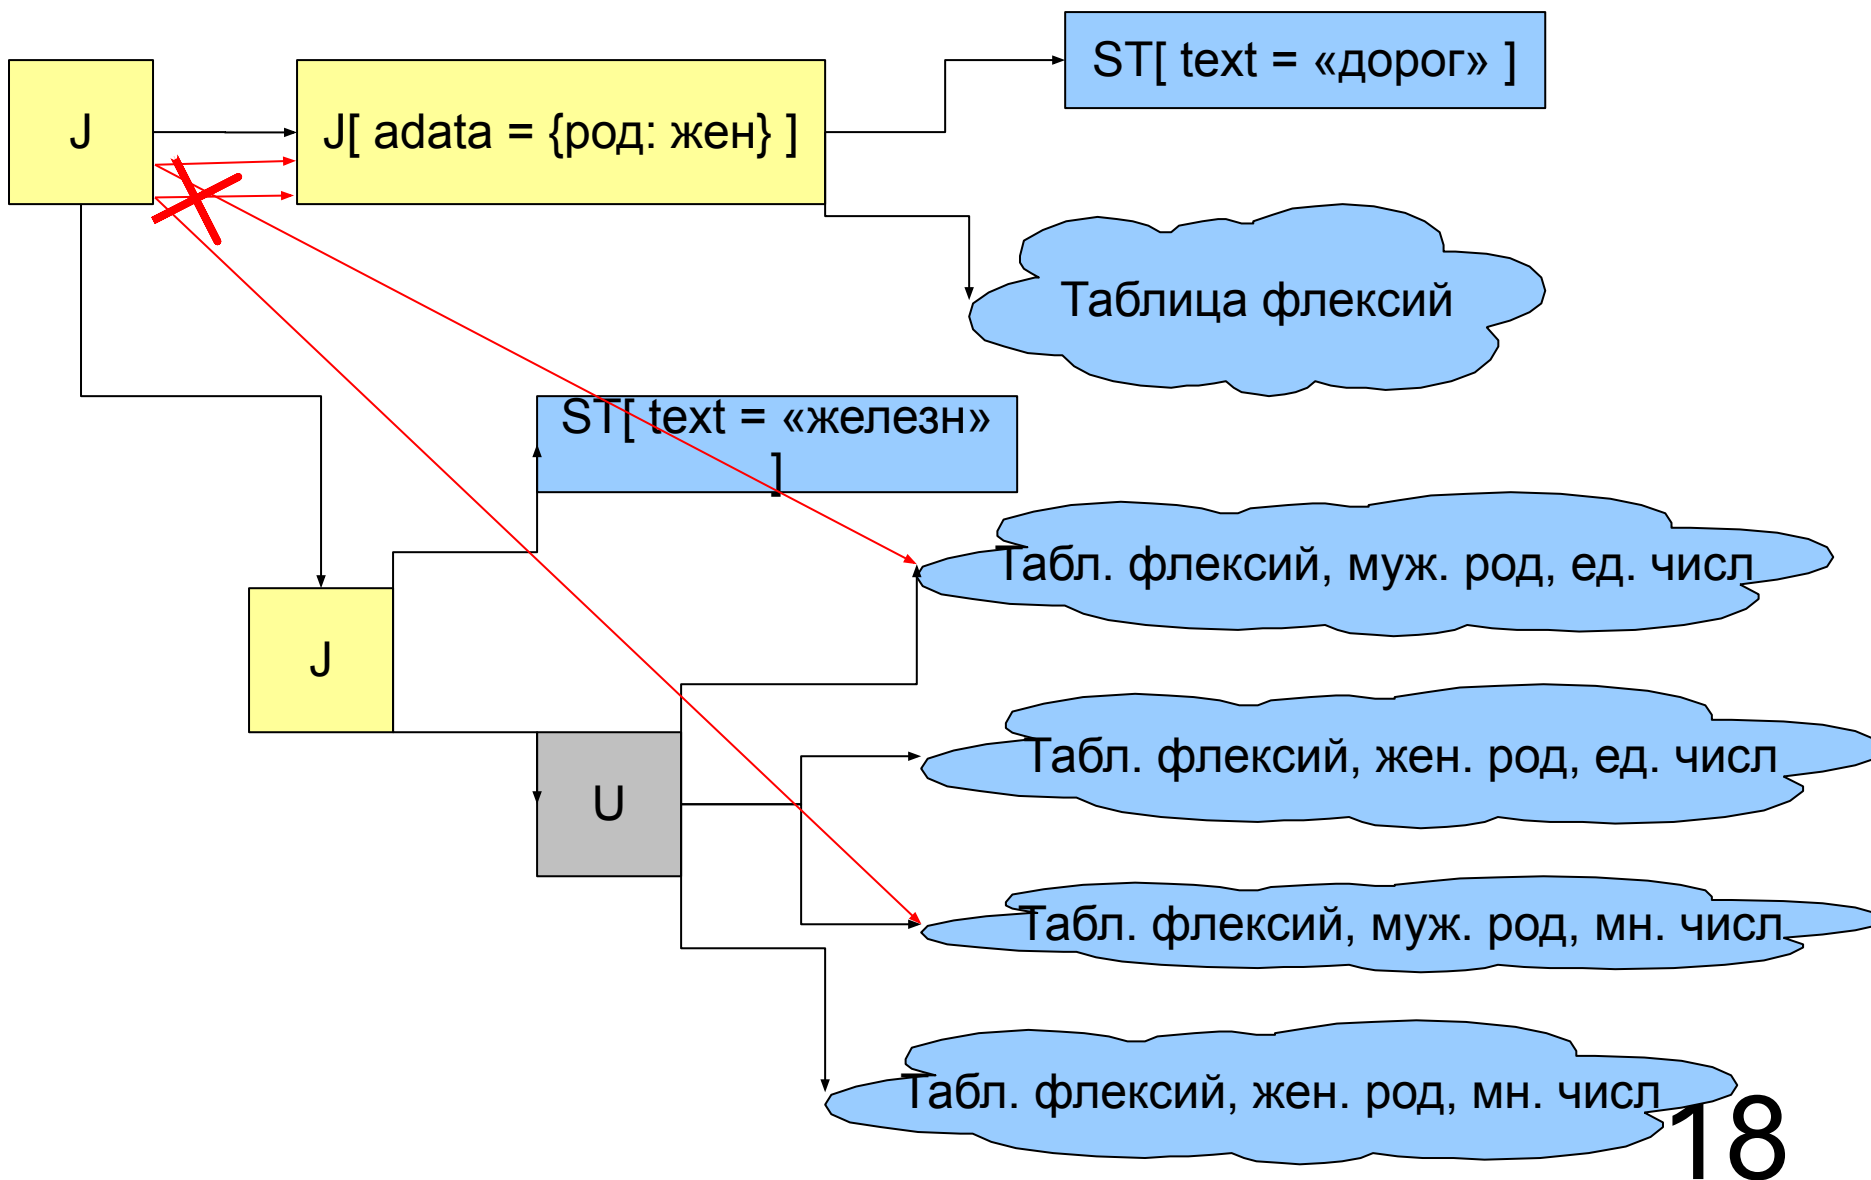 ST[ text = «дорог» ]
J
J[ adata = {род: жен} ]
Таблица флексий
ST[ text = «железн»
]
Табл. флексий, муж. род, ед. числ
J
Табл. флексий, жен. род, ед. числ
U
Табл. флексий, муж. род, мн. числ
Табл. флексий, жен. род, мн. числ
18